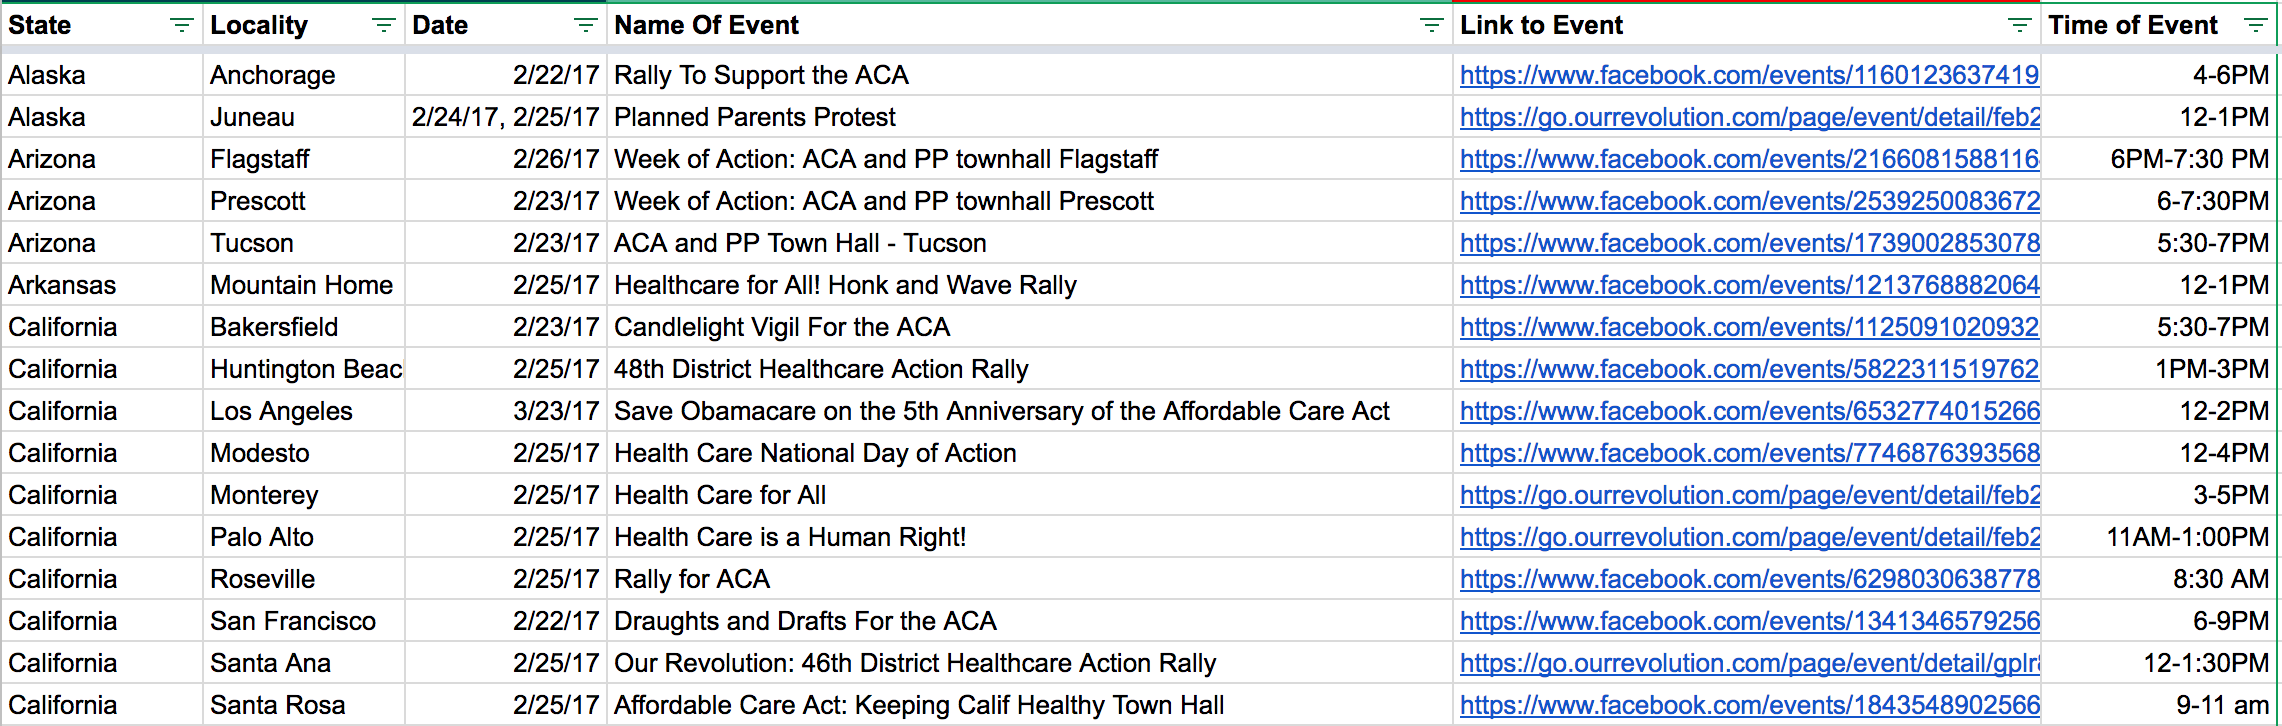 State Locality Date Name Of Event Link to Event Time of Event
Alaska Anchorage 2/22/17 Rally To Support the ACA https://www.facebook.com/events/1160123637419 4-6PM
Alaska Juneau 2/24/17, 2/25/17 Planned Parents Protest https://go.ourrevolution.com/page/event/detail/feb2 12-1PM
Arizona Flagstaff 2/26/17 Week of Action: ACA and PP townhall Flagstaff https://www.facebook.com/events/2166081588116 6PM-7:30 PM
Arizona Prescott 2/23/17 Week of Action: ACA and PP townhall Prescott https://www.facebook.com/events/2539250083672 6-7:30PM
Arizona Tucson 2/23/17 ACA and PP Town Hall - Tucson https://www.facebook.com/events/1739002853078 5:30-7PM
Arkansas Mountain Home 2/25/17 Healthcare for All! Honk and Wave Rally https://www.facebook.com/events/1213768882064 12-1PM
California Bakersfield 2/23/17 Candlelight Vigil For the ACA https://www.facebook.com/events/1125091020932 5:30-7PM
California Huntington Beac 2/25/17 48th District Healthcare Action Rally https://www.facebook.com/events/5822311519762 1PM-3PM
California Los Angeles 3/23/17 Save Obamacare on the 5th Anniversary of the Affordable Care Act https://www.facebook.com/events/6532774015266 12-2PM
California Modesto 2/25/17 Health Care National Day of Action https://www.facebook.com/events/7746876393568 12-4PM
California Monterey 2/25/17 Health Care for All https://go.ourrevolution.com/page/event/detail/feb2 3-5PM
California Palo Alto 2/25/17 Health Care is a Human Right! https://go.ourrevolution.com/page/event/detail/feb2 11AM-1:00PM
California Roseville 2/25/17 Rally for ACA https://www.facebook.com/events/6298030638778 8:30 AM
California San Francisco 2/22/17 Draughts and Drafts For the ACA https://www.facebook.com/events/1341346579256 6-9PM
California Santa Ana 2/25/17 Our Revolution: 46th District Healthcare Action Rally https://go.ourrevolution.com/page/event/detail/gplr 12-1:30PM
California Santa Rosa 2/25/17 Affordable Care Act: Keeping Calif Healthy Town Hall https://www.facebook.com/events/1843548902566 9-11 am